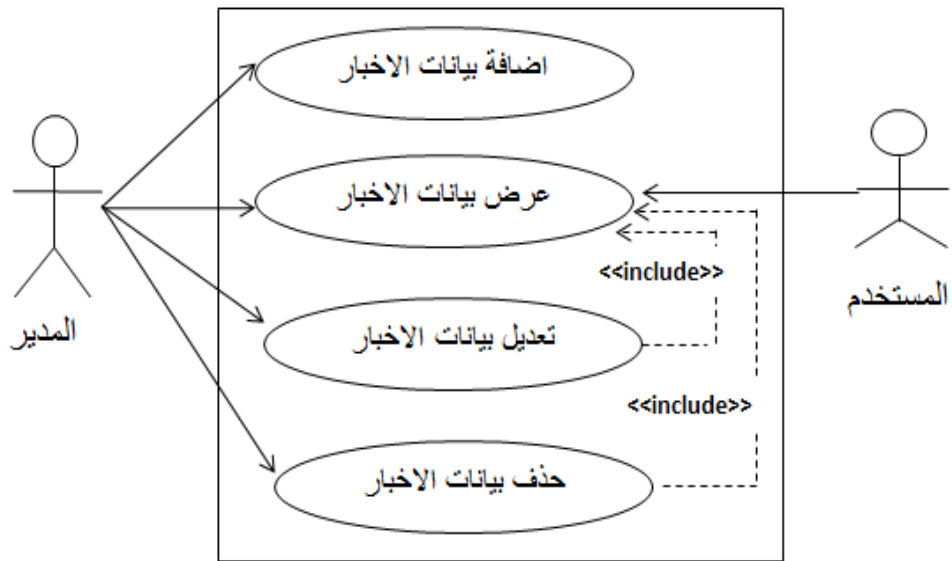 اضافة بيانات الاخبار
عرض بيانات الاخبار
<<include>>
المستخدم
المدير
تعديل بيانات الاخبار
<<include>>
حذف بيانات الاخبار